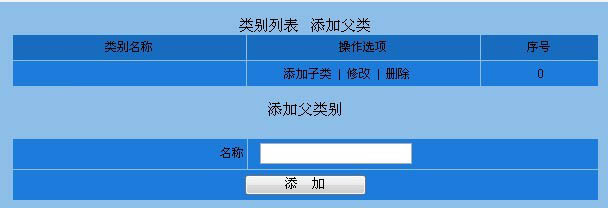 类别列表 添加父类
类别名称 操作选项 序号
添加子类 | 修改 | 删除 0
添加父类别
名称
添 加